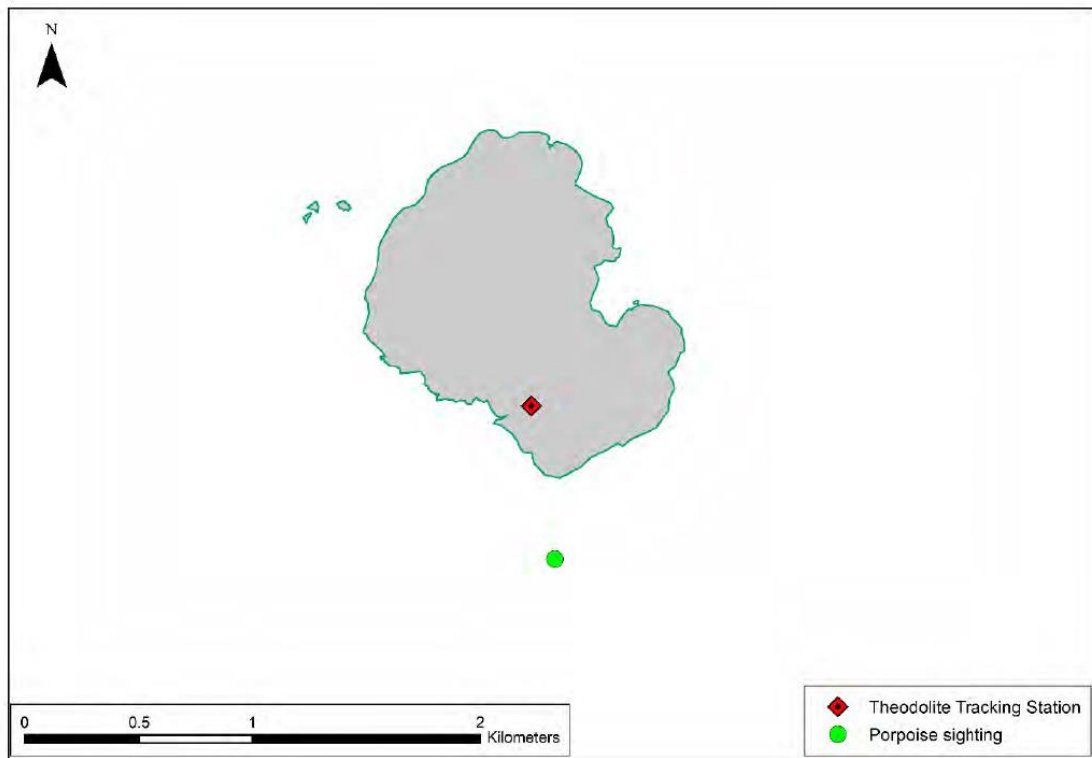 N
0 0.5 1 2
Kilometers
Theodolite Tracking Station
Porpoise sighting